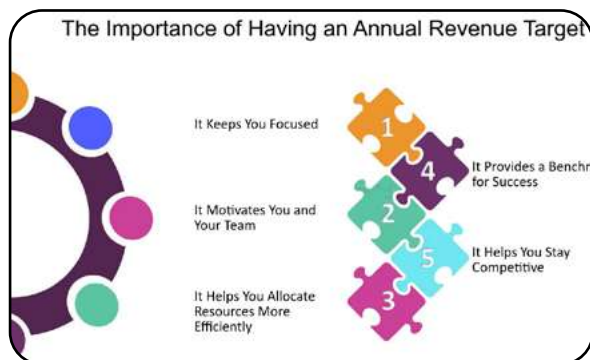 The Importance of Having an Annual Revenue Target
It Keeps You Focused
1
4
It Provides a Benchm
for Success
It Motivates You and
Your Team
2
5
It Helps You Stay
Competitive
It Helps You Allocate
Resources More
Efficiently
3